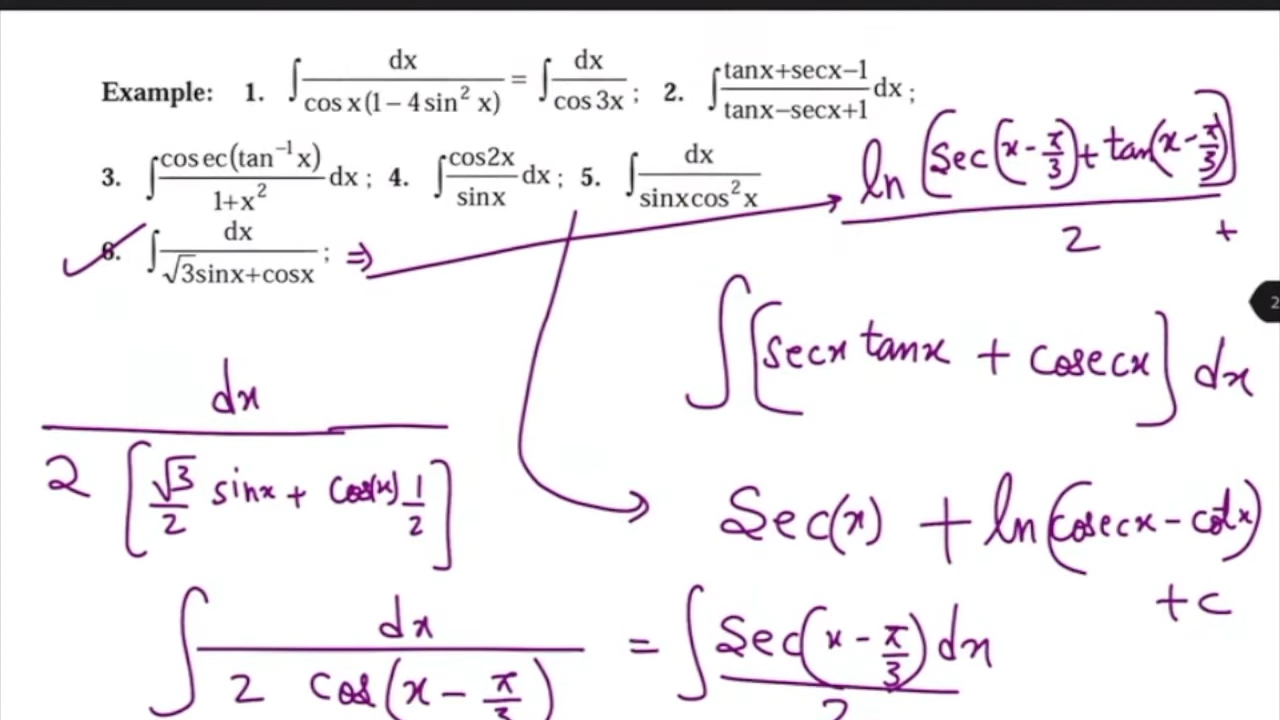 Example: 1. ∫ dx / cos x(1 – 4 sin² x) = ∫ dx / cos 3x ; 2. ∫ tanx+secx–1 / tanx–secx+1 dx ;
3. ∫ cosec(tan⁻¹x) / 1+x² dx ; 4. ∫ cos2x / sinx dx ; 5. ∫ dx / sinxcos²x
6. ∫ dx / √3sinx+cosx ; ⇒
ln [sec(x - π/3) + tan(x - π/3)] / 2 +
∫ [secx tanx + cosecx] dx
dx / 2 [√3/2 sinx + cos(x) 1/2]
Sec(x) + ln(cosecx - cotx)
+ c
∫ dx / 2 cos(x - π/3) = ∫ Sec(x - π/3) dx / 2
2